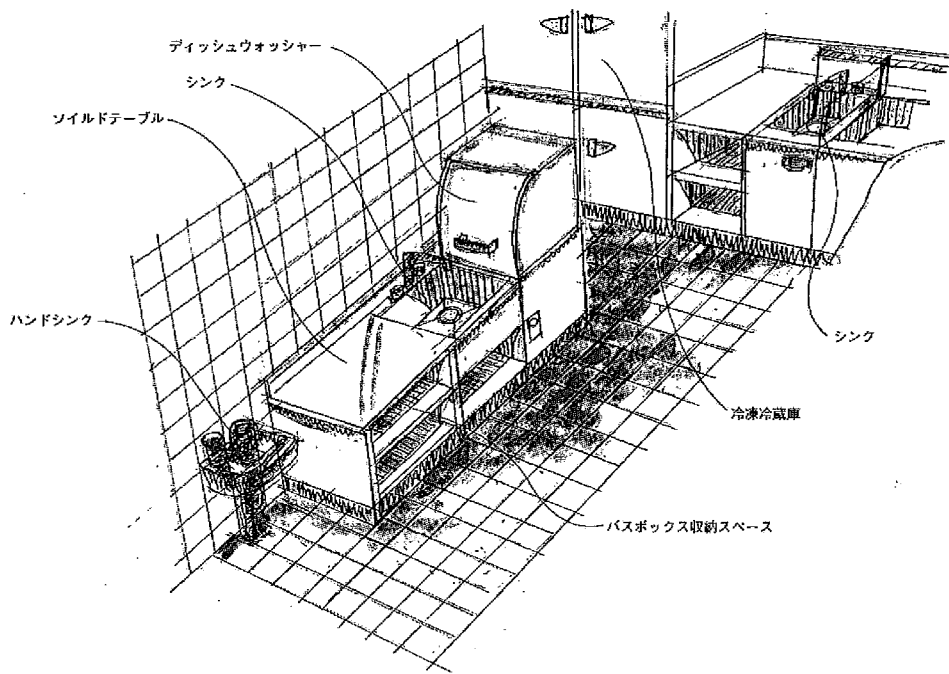 ディッシュウォッシャー
シンク
ソイルドテーブル
ハンドシンク
シンク
冷凍冷蔵庫
バスボックス収納スペース